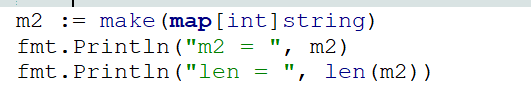 m2 := make(map[int]string)
fmt.Println("m2 = ", m2)
fmt.Println("len = ", len(m2))